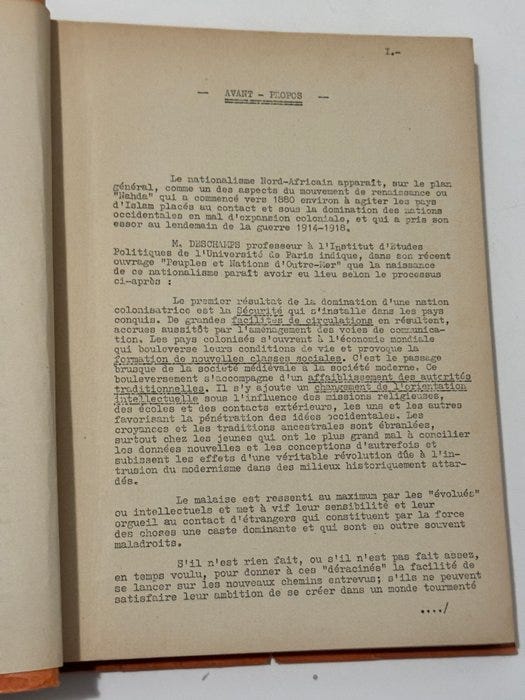 I.-
— AVANT - PROPOS —
Le nationalisme Nord-Africain apparaît, sur le plan
général, comme un des aspects du mouvement de renaissance ou
"Nahda" qui a commencé vers 1880 environ à agiter les pays
d'Islam placés au contact et sous la domination des nations
occidentales en mal d'expansion coloniale, et qui a pris son
essor au lendemain de la guerre 1914-1918.
M. DESCHAMPS professeur à l'Institut d'Etudes
Politiques de l'Université de Paris indique, dans son récent
ouvrage "Peuples et Nations d'Outre-Mer" que la naissance
de ce nationalisme paraît avoir eu lieu selon le processus
ci-après :
Le premier résultat de la domination d'une nation
colonisatrice est la Sécurité qui s'installe dans les pays
conquis. De grandes facilités de circulations en résultent,
accrues aussitôt par l'aménagement des voies de communica-
tion. Les pays colonisés s'ouvrent à l'économie mondiale
qui bouloverse leurs conditions de vie et provoque la
formation de nouvelles classes sociales. C'est le passage
brusque de la société médiévale à la société moderne. Ce
bouleversement s'accompagne d'un affaiblissement des autorités
traditionnelles. Il s'y ajoute un changement de l'orientation
intellectuelle sous l'influence des missions religieuses,
des écoles et des contacts extérieurs, les uns et les autres
favorisant la pénétration des idées occidentales. Les
croyances et les traditions ancestrales sont ébranlées,
surtout chez les jeunes qui ont le plus grand mal à concilier
les données nouvelles et les conceptions d'autrefois et
subissent les effets d'une véritable révolution dûe à l'in-
trusion du modernisme dans des milieux historiquement attar-
dés.
Le malaise est ressenti au maximum par les "évolués"
ou intellectuels et met à vif leur sensibilité et leur
orgueil au contact d'étrangers qui constituent par la force
des choses une caste dominante et qui sont en outre souvent
maladroits.
S'il n'est rien fait, ou s'il n'est pas fait assez,
en temps voulu, pour donner à ces "déracinés" la facilité de
se lancer sur les nouveaux chemins entrevus; s'ils ne peuvent
satisfaire leur ambition de se créer dans un monde tourmenté
..../